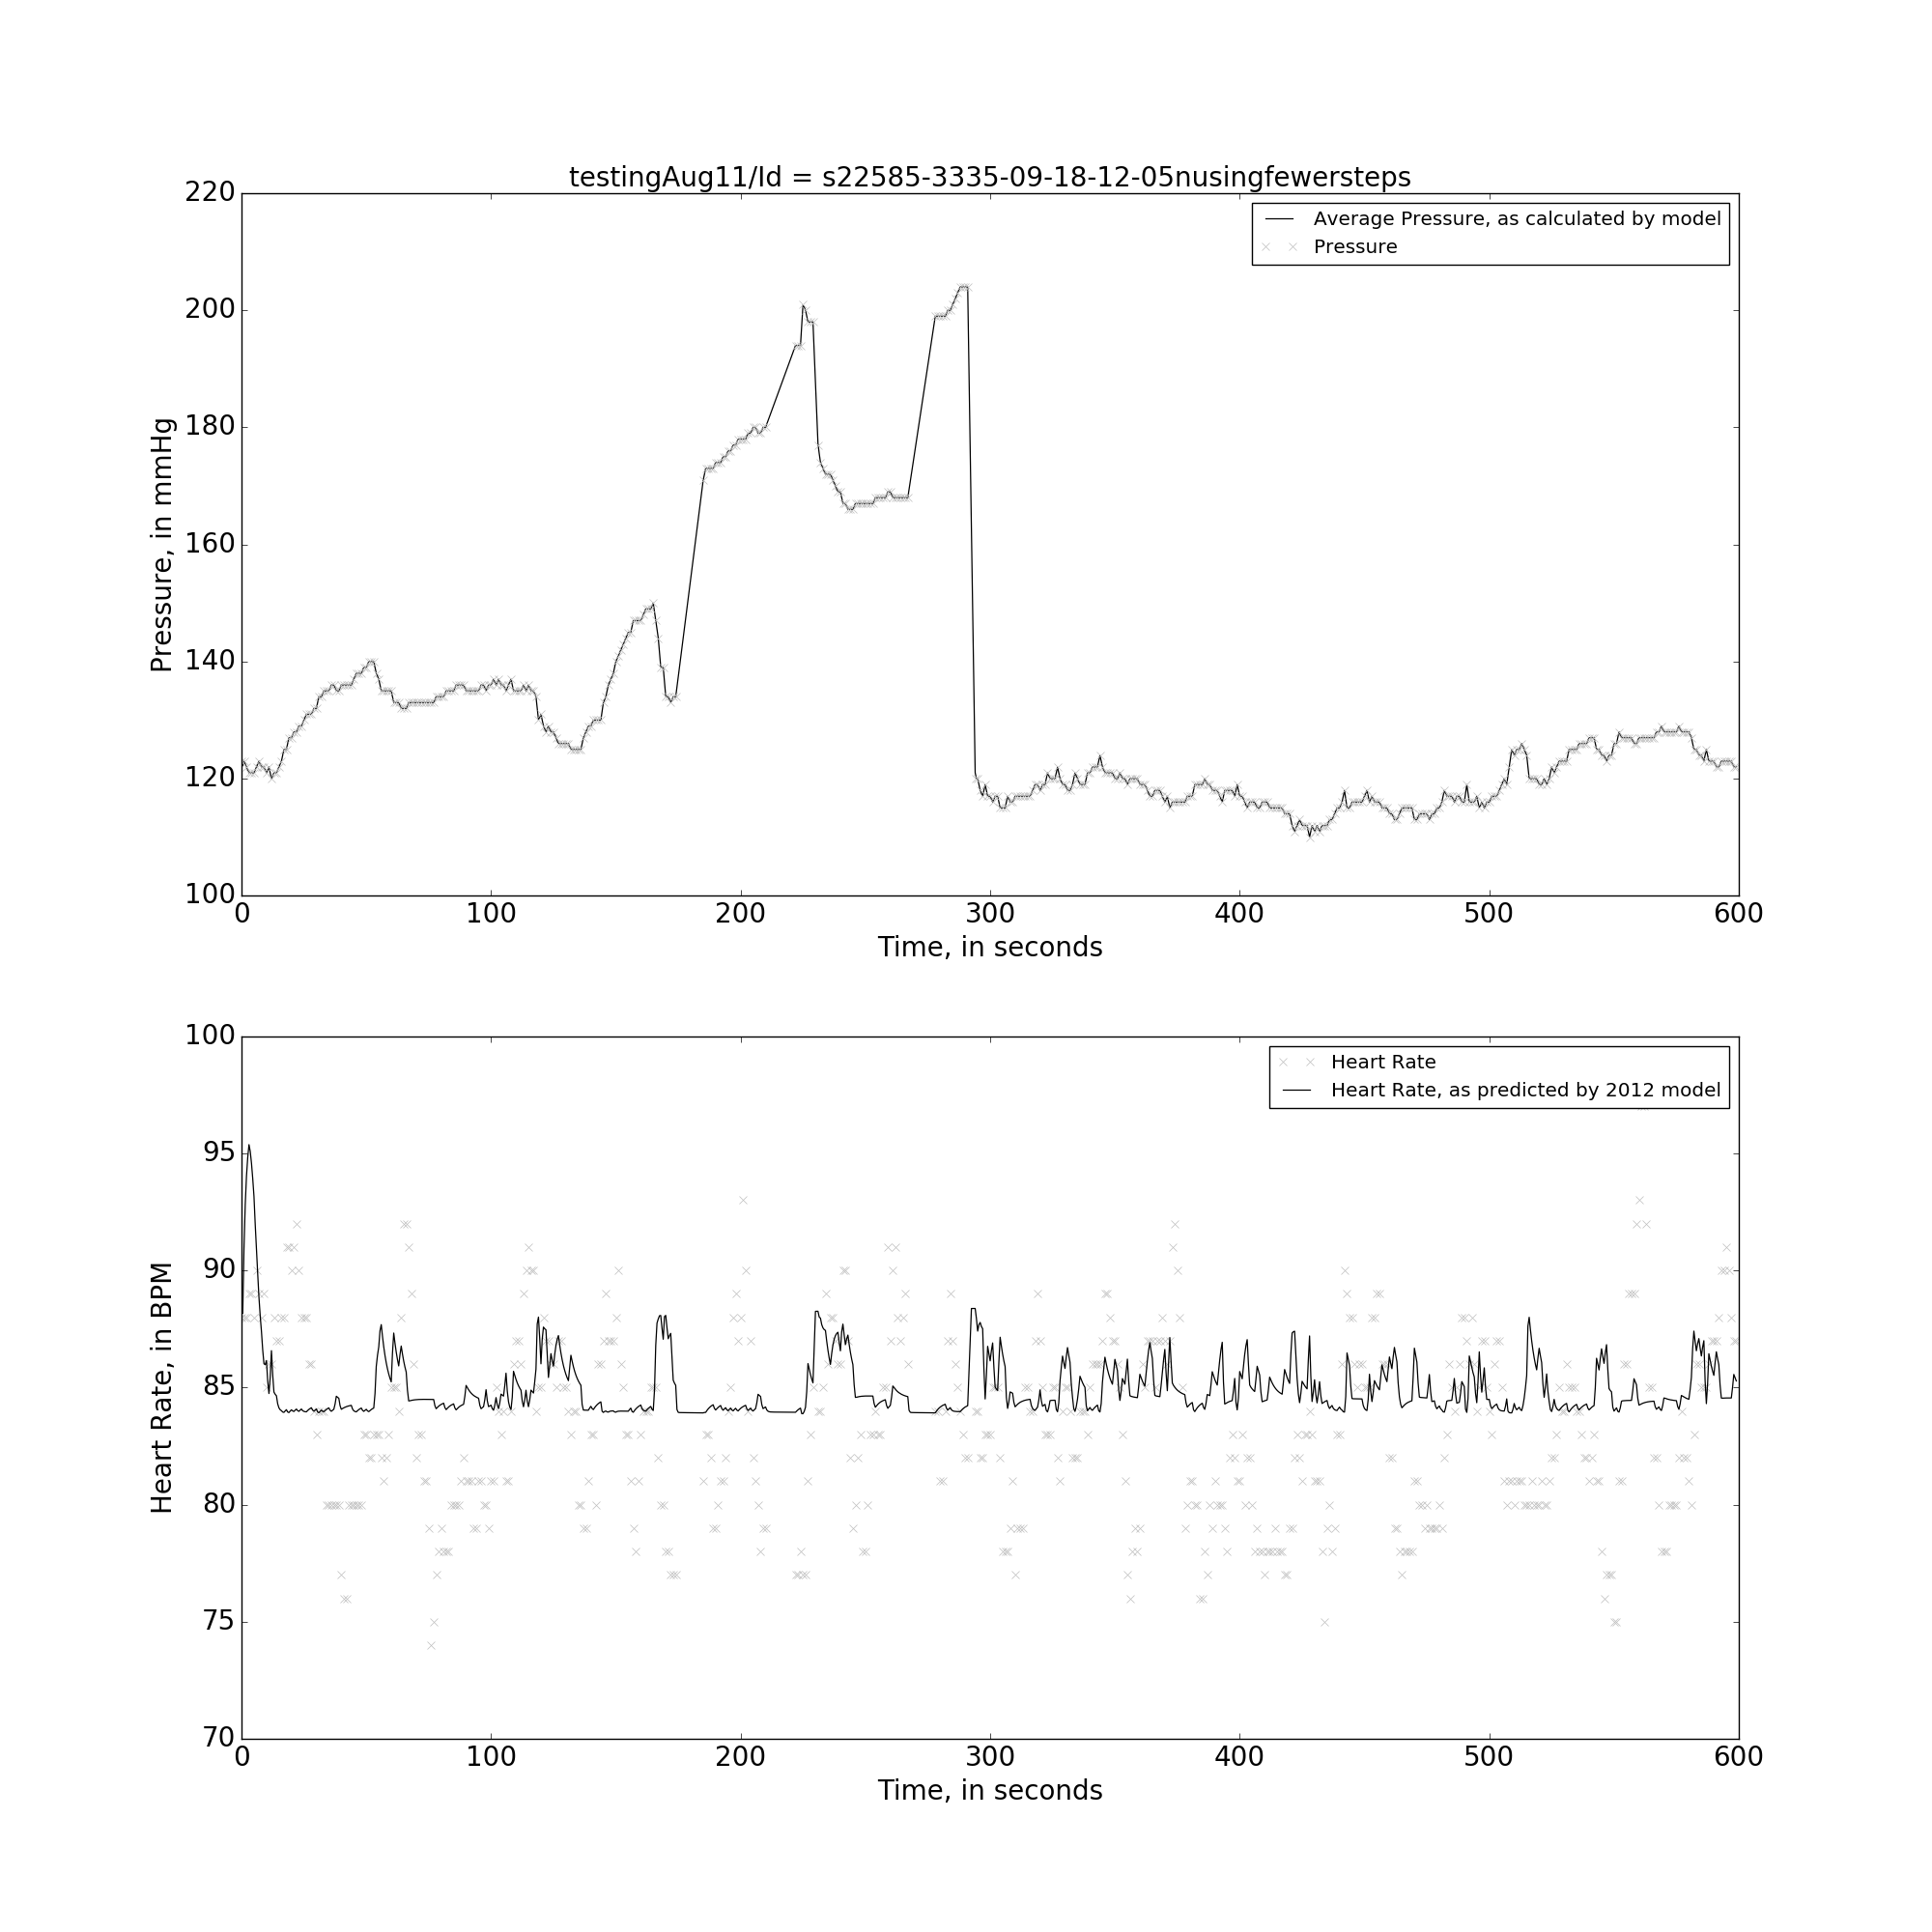 testingAug11/Id = s22585-3335-09-18-12-05nusingfewersteps
220
200
180
160
140
120
100
Pressure, in mmHg
Average Pressure, as calculated by model
Pressure
0 100 200 300 400 500 600
Time, in seconds
100
95
90
85
80
75
70
Heart Rate, in BPM
Heart Rate
Heart Rate, as predicted by 2012 model
0 100 200 300 400 500 600
Time, in seconds